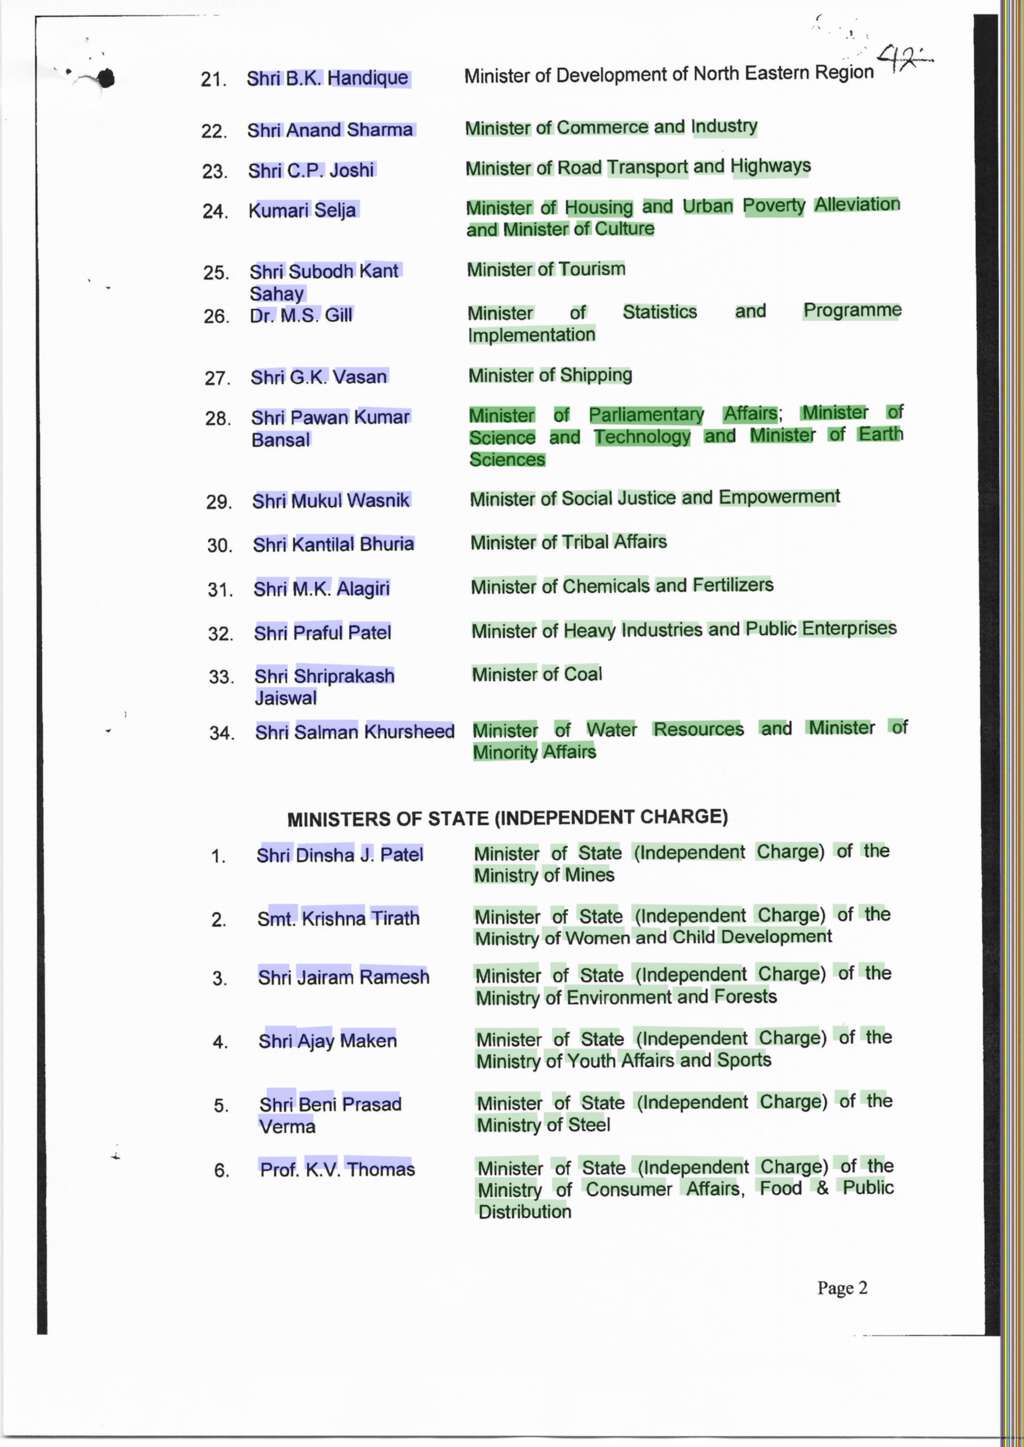 42
21. Shri B.K. Handique Minister of Development of North Eastern Region
22. Shri Anand Sharma Minister of Commerce and Industry
23. Shri C.P. Joshi Minister of Road Transport and Highways
24. Kumari Selja Minister of Housing and Urban Poverty Alleviation
and Minister of Culture
25. Shri Subodh Kant Minister of Tourism
Sahay
26. Dr. M.S. Gill Minister of Statistics and Programme
Implementation
27. Shri G.K. Vasan Minister of Shipping
28. Shri Pawan Kumar Minister of Parliamentary Affairs; Minister of
Bansal Science and Technology and Minister of Earth
Sciences
29. Shri Mukul Wasnik Minister of Social Justice and Empowerment
30. Shri Kantilal Bhuria Minister of Tribal Affairs
31. Shri M.K. Alagiri Minister of Chemicals and Fertilizers
32. Shri Praful Patel Minister of Heavy Industries and Public Enterprises
33. Shri Shriprakash Minister of Coal
Jaiswal
34. Shri Salman Khursheed Minister of Water Resources and Minister of
Minority Affairs
MINISTERS OF STATE (INDEPENDENT CHARGE)
1. Shri Dinsha J. Patel Minister of State (Independent Charge) of the
Ministry of Mines
2. Smt. Krishna Tirath Minister of State (Independent Charge) of the
Ministry of Women and Child Development
3. Shri Jairam Ramesh Minister of State (Independent Charge) of the
Ministry of Environment and Forests
4. Shri Ajay Maken Minister of State (Independent Charge) of the
Ministry of Youth Affairs and Sports
5. Shri Beni Prasad Minister of State (Independent Charge) of the
Verma Ministry of Steel
6. Prof. K.V. Thomas Minister of State (Independent Charge) of the
Ministry of Consumer Affairs, Food & Public
Distribution
Page 2